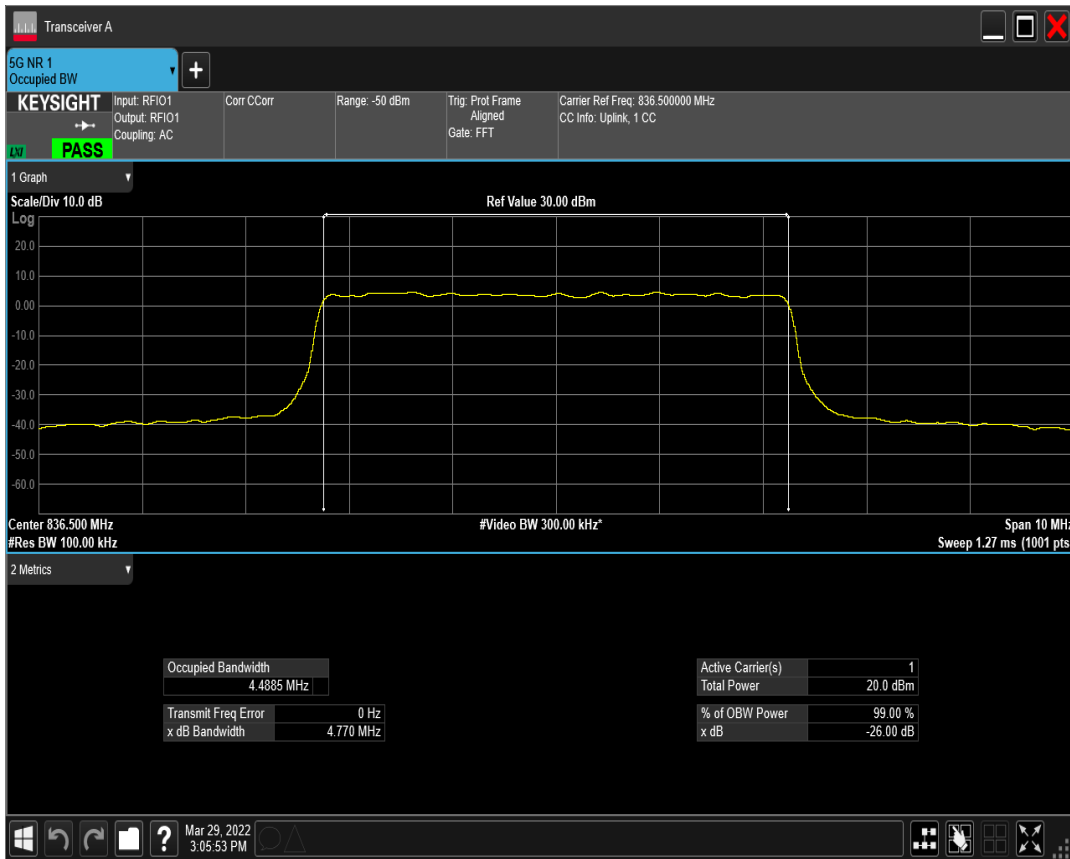 Transceiver A
5G NR 1
Occupied BW
KEYSIGHT
LXI
PASS
Input: RFIO1
Output: RFIO1
Coupling: AC
Corr CCorr
Range: -50 dBm
Trig: Prot Frame
Aligned
Gate: FFT
Carrier Ref Freq: 836.500000 MHz
CC Info: Uplink, 1 CC
1 Graph
Scale/Div 10.0 dB
Ref Value 30.00 dBm
Log
20.0
10.0
0.00
-10.0
-20.0
-30.0
-40.0
-50.0
-60.0
Center 836.500 MHz
#Video BW 300.00 kHz*
Span 10 MHz
#Res BW 100.00 kHz
Sweep 1.27 ms (1001 pts
2 Metrics
Occupied Bandwidth
4.4885 MHz
Transmit Freq Error 0 Hz
x dB Bandwidth 4.770 MHz
Active Carrier(s) 1
Total Power 20.0 dBm
% of OBW Power 99.00 %
x dB -26.00 dB
?
Mar 29, 2022
3:05:53 PM